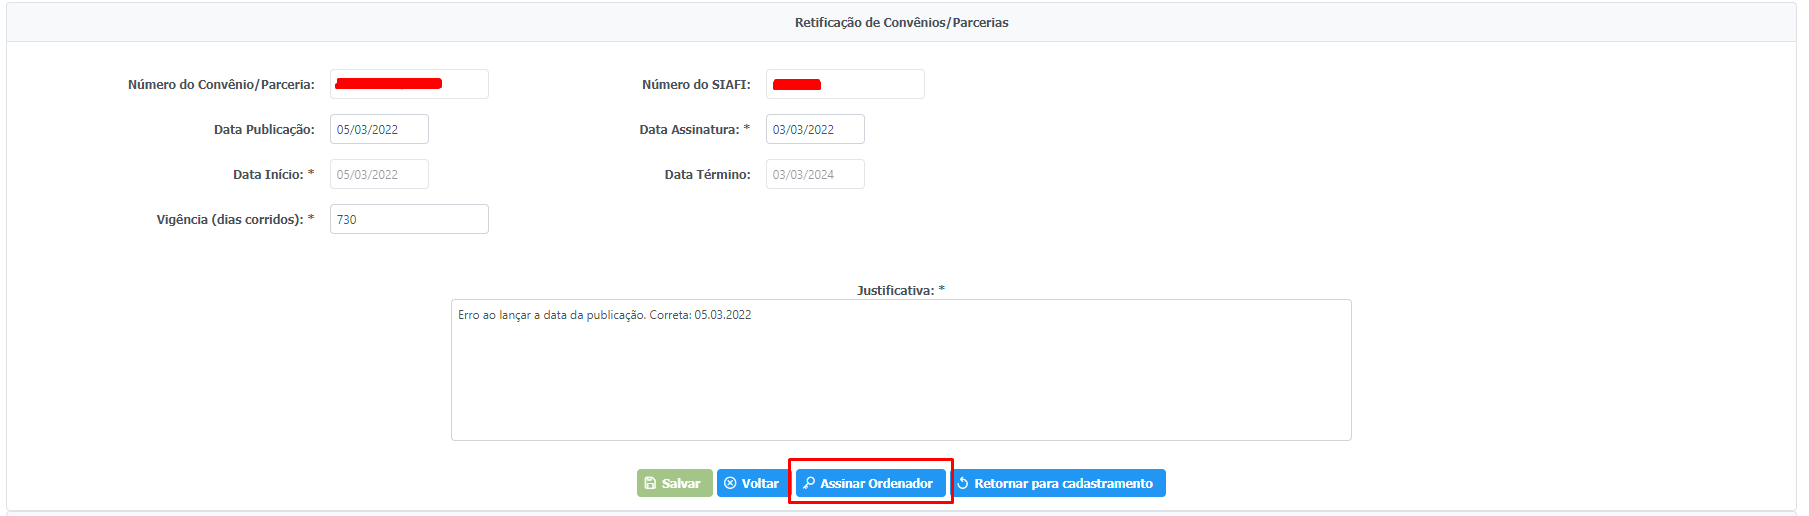 Retificação de Convênios/Parcerias
Número do Convênio/Parceria: Número do SIAFI:
Data Publicação: 05/03/2022 Data Assinatura: * 03/03/2022
Data Início: * 05/03/2022 Data Término: 03/03/2024
Vigência (dias corridos): * 730
Justificativa: *
Erro ao lançar a data da publicação. Correta: 05.03.2022
Salvar Voltar Assinar Ordenador Retornar para cadastramento